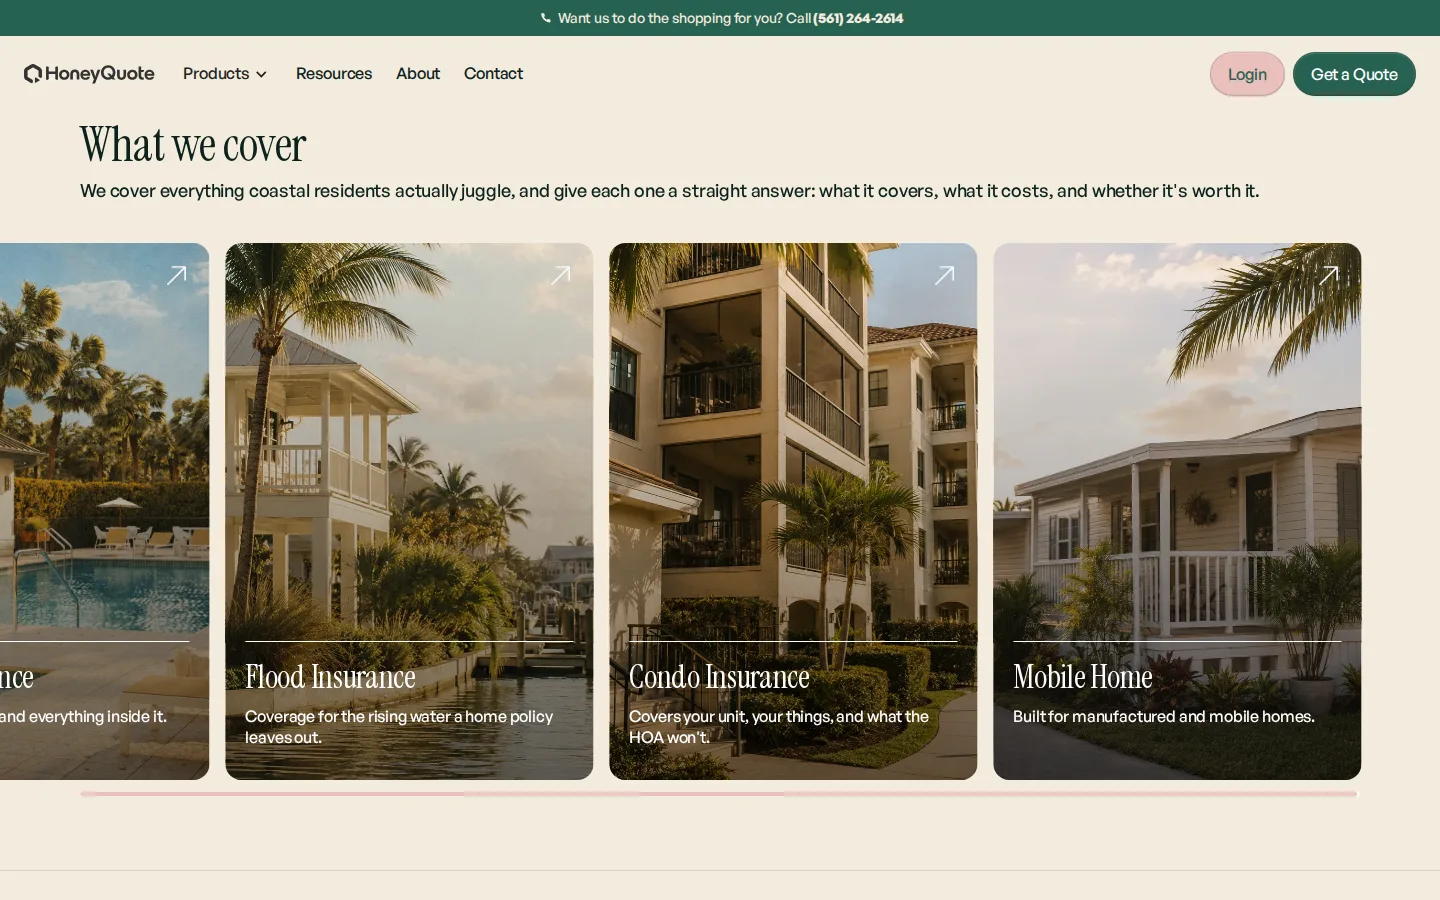 Want us to do the shopping for you? Call (561) 264-2614
HoneyQuote
Products
Resources
About
Contact
Login
Get a Quote
What we cover
We cover everything coastal residents actually juggle, and give each one a straight answer: what it covers, what it costs, and whether it's worth it.
nce
and everything inside it.
Flood Insurance
Coverage for the rising water a home policy
leaves out.
Condo Insurance
Covers your unit, your things, and what the
HOA won't.
Mobile Home
Built for manufactured and mobile homes.